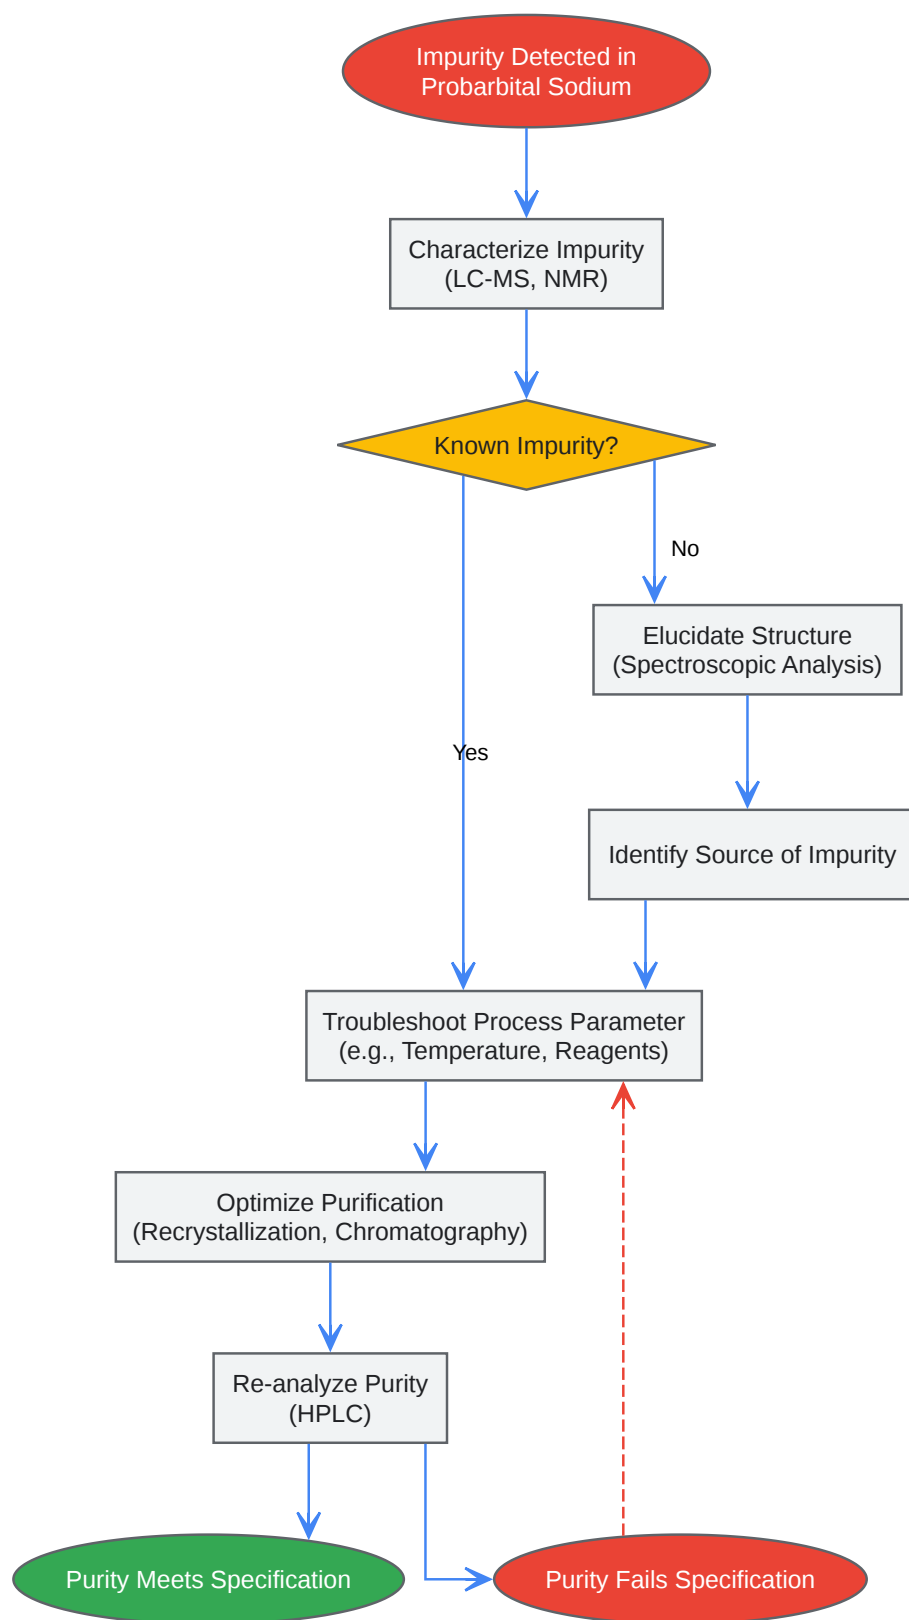 Impurity Detected in
Probarbital Sodium
Characterize Impurity
(LC-MS, NMR)
Known Impurity?
No
Elucidate Structure
(Spectroscopic Analysis)
Yes
Identify Source of Impurity
Troubleshoot Process Parameter
(e.g., Temperature, Reagents)
Optimize Purification
(Recrystallization, Chromatography)
Re-analyze Purity
(HPLC)
Purity Meets Specification
Purity Fails Specification